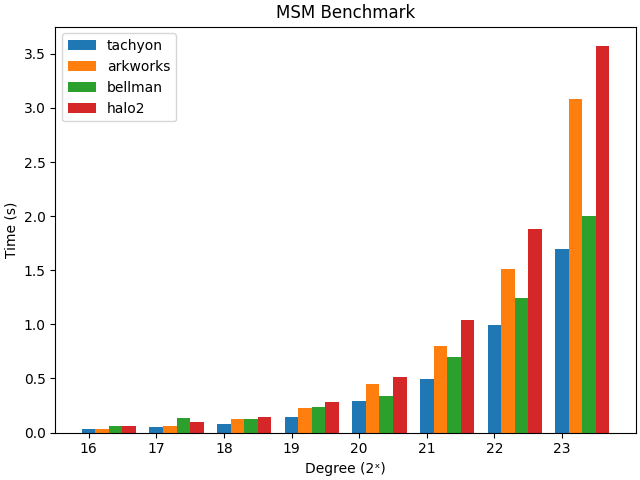 MSM Benchmark
tachyon
arkworks
bellman
halo2
3.5
3.0
2.5
2.0
1.5
1.0
0.5
0.0
Time (s)
16 17 18 19 20 21 22 23
Degree (2ˣ)